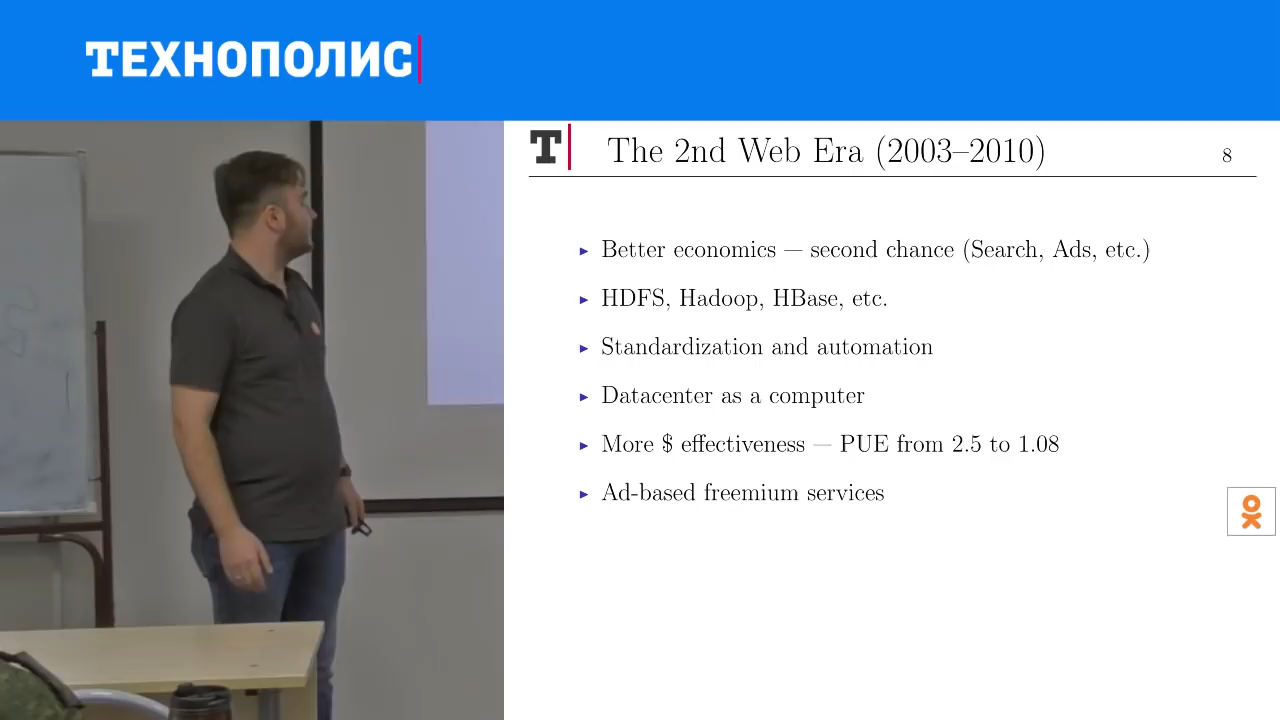 ТЕХНОПОЛИС
T
The 2nd Web Era (2003–2010)
8
▸ Better economics — second chance (Search, Ads, etc.)
▸ HDFS, Hadoop, HBase, etc.
▸ Standardization and automation
▸ Datacenter as a computer
▸ More $ effectiveness — PUE from 2.5 to 1.08
▸ Ad-based freemium services